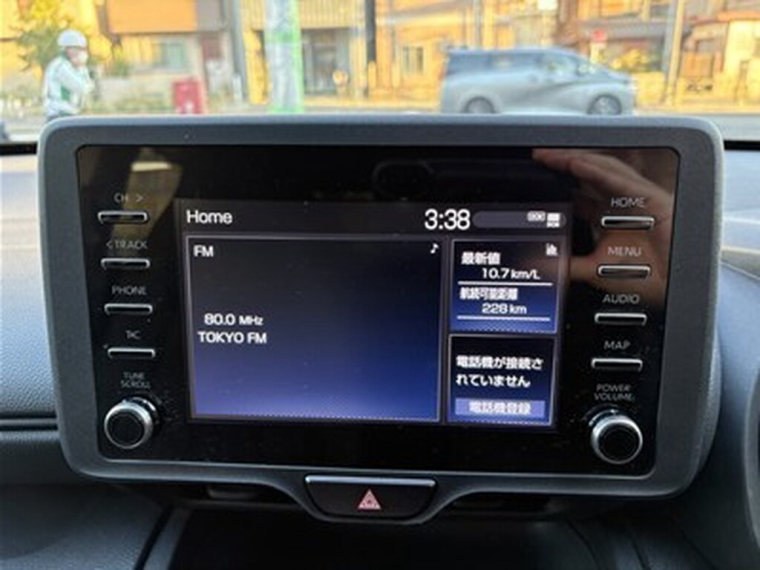 CH >
< TRACK
PHONE
T/C
TUNE
SCROLL
Home
3:38
FM
80.0 MHz
TOKYO FM
最新値
10.7 km/L
航続可能距離
228 km
電話機が接続さ
れていません
電話機登録
HOME
MENU
AUDIO
MAP
POWER
VOLUME